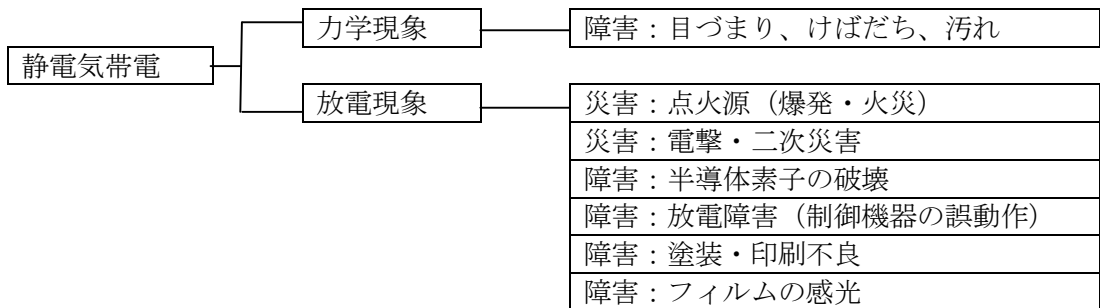 静電気帯電
力学現象
障害：目づまり、けばだち、汚れ
放電現象
災害：点火源（爆発・火災）
災害：電撃・二次災害
障害：半導体素子の破壊
障害：放電障害（制御機器の誤動作）
障害：塗装・印刷不良
障害：フィルムの感光